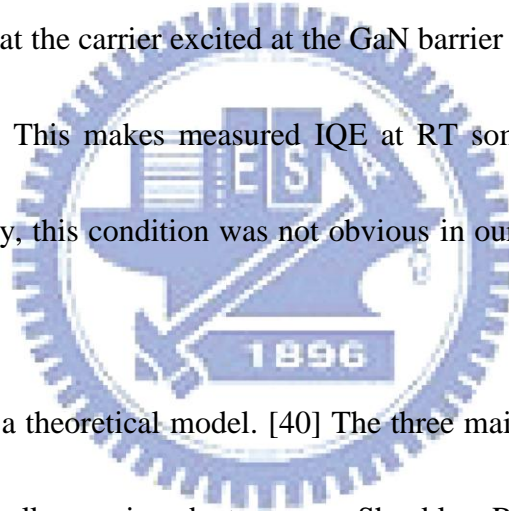 at the carrier excited at the GaN barrier
This makes measured IQE at RT
y, this condition was not obvious in our
E S A
1896
a theoretical model. [40] The three mai